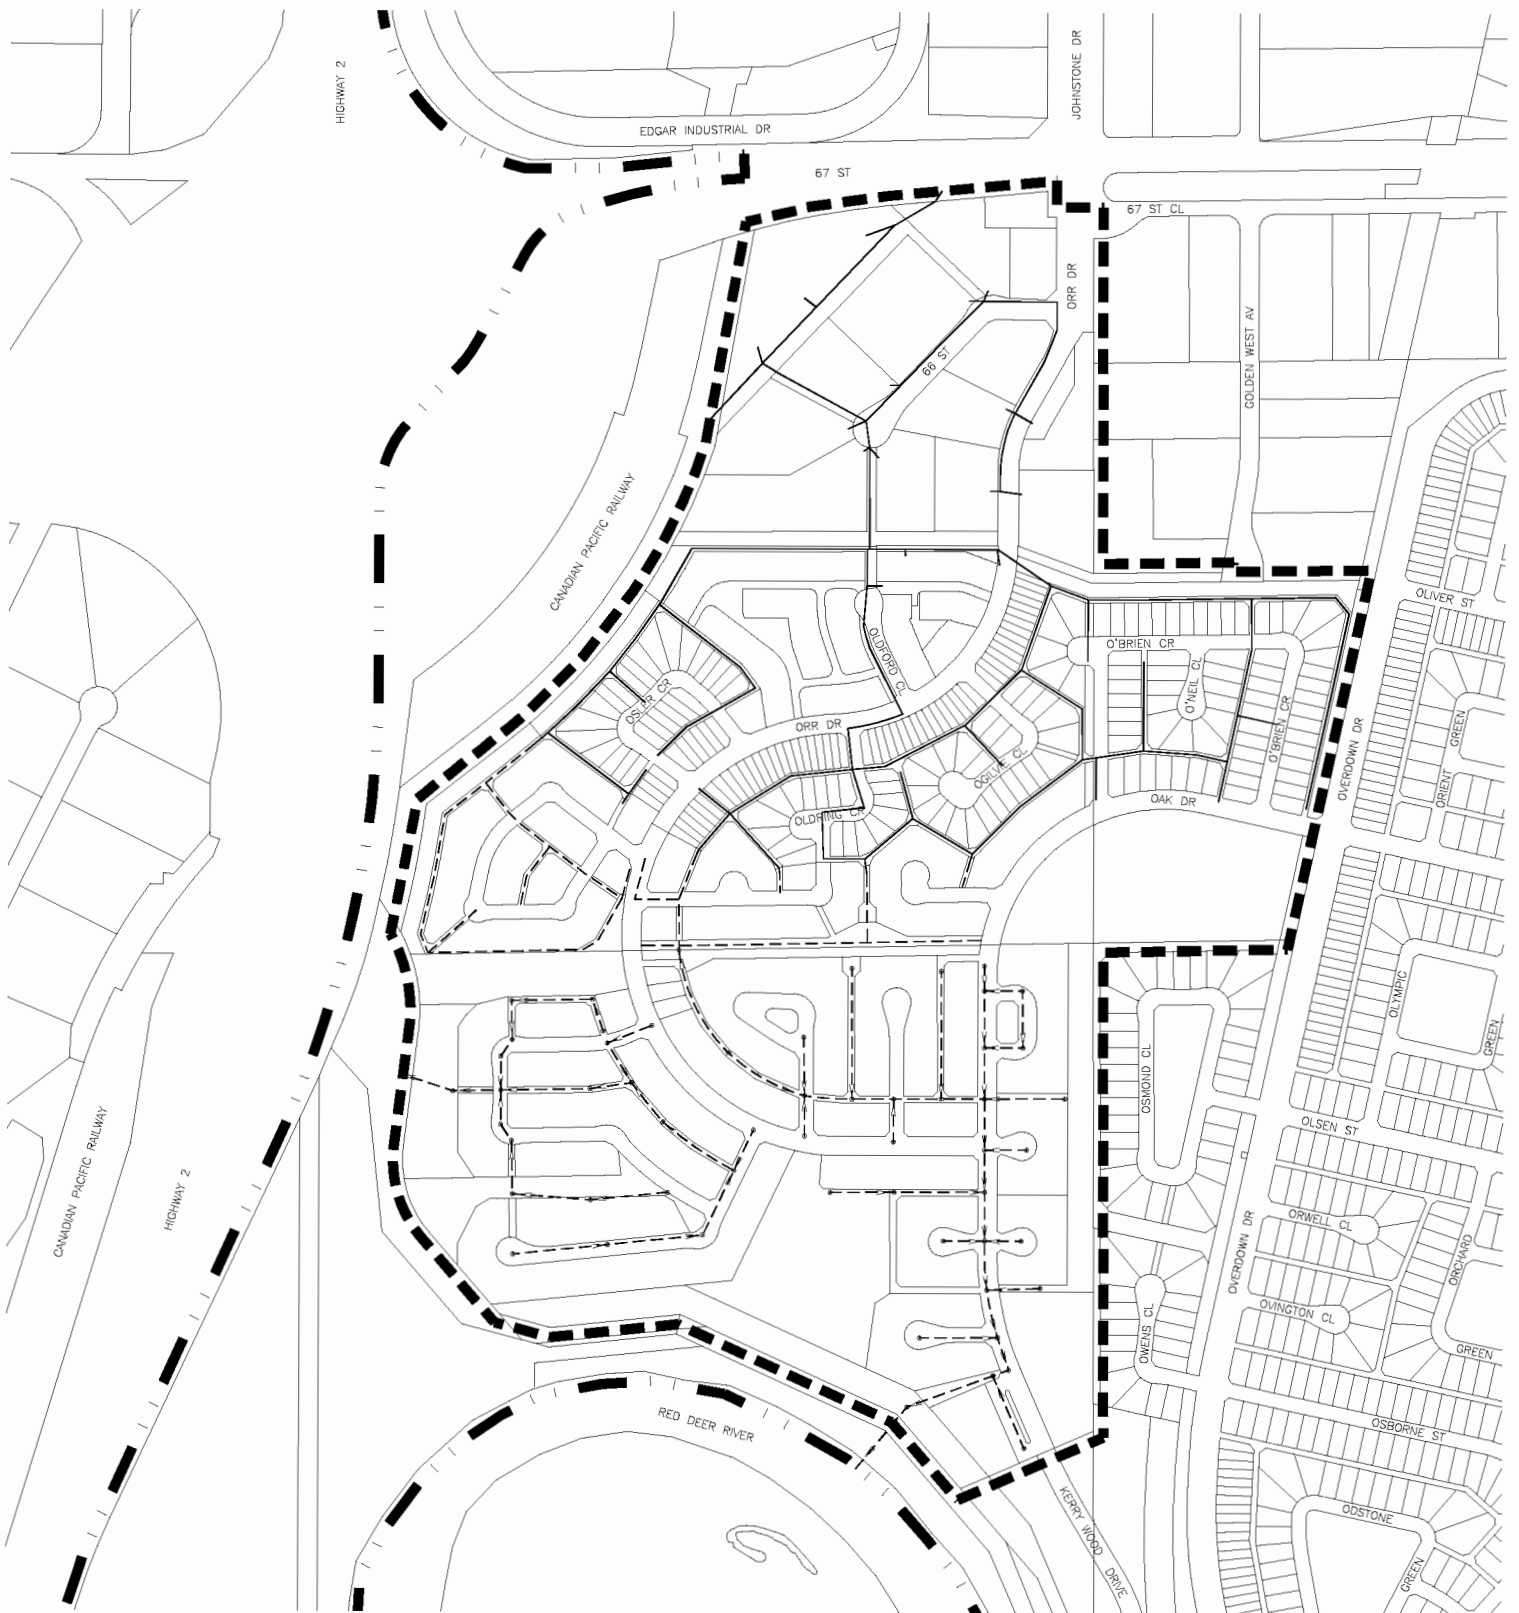 HIGHWAY 2
JOHNSTONE DR
EDGAR INDUSTRIAL DR
67 ST
67 ST CL
ORR DR
GOLDEN WEST AV
66 ST
CANADIAN PACIFIC RAILWAY
OLIVER ST
OLDFORD CL
O'BRIEN CR
O'NEIL CL
OSLER CR
ORR DR
O'BRIEN CR
GREEN
OVERDOWN DR
ORIENT
OGILVIE CL
OAK DR
OLDRING CR
OLYMPIC
GREEN
OSMOND CL
OLSEN ST
CANADIAN PACIFIC RAILWAY
HIGHWAY 2
ORWELL CL
OVERDOWN DR
ORCHARD
OVINGTON CL
OWENS CL
GREEN
RED DEER RIVER
OSBORNE ST
KERRY WOOD DRIVE
ODSTONE
GREEN